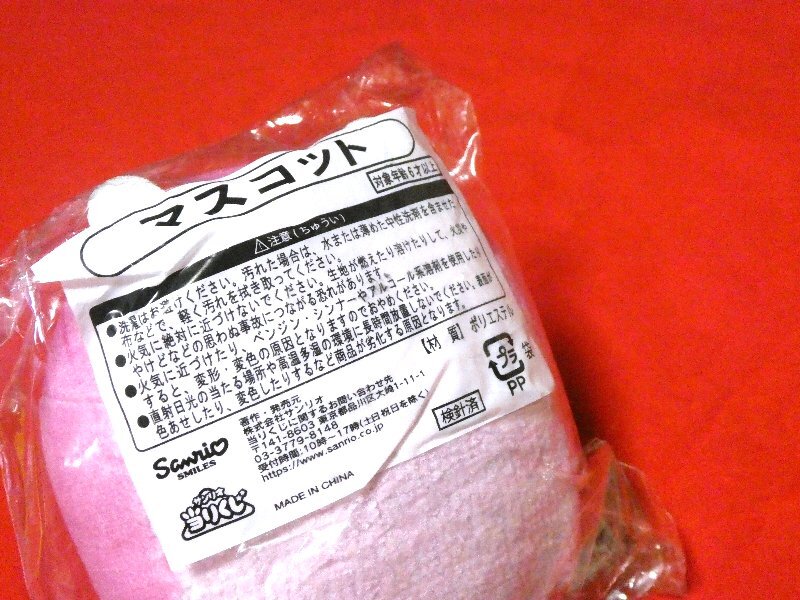 マスコット
対象年齢6才以上
⚠注意(ちゅうい)
●洗濯はお避けください。汚れた場合は、水または薄めた中性洗剤を含ませた
布などで、軽く汚れを拭き取ってください。
●火気に絶対に近づけないでください。生地が燃えたり溶けたりして、火災や
やけどなどの思わぬ事故につながる恐れがあります。
●火気に近づけたり、ベンジン・シンナーやアルコール系溶剤を使用したり
すると、変形・変色の原因となりますのでおやめください。
●直射日光の当たる場所や高温多湿の環境に長時間放置しないでください。表面が
色あせしたり、変色したりするなど商品が劣化する原因となります。
【材 質】 ポリエステル
プラ
袋
PP
検針済
著作・発売元
株式会社サンリオ
当りくじに関するお問い合わせ先
〒141-8603 東京都品川区大崎1-11-1
03-3779-8148
受付時間:10時~17時(土日祝日を除く)
https://www.sanrio.co.jp
Sanrio
SMILES
サンリオ
当りくじ
MADE IN CHINA